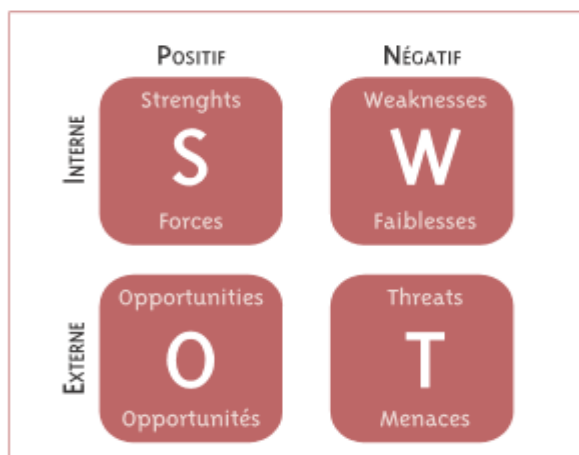 POSITIF
NÉGATIF
INTERNE
Strenghts
S
Forces
Weaknesses
W
Faiblesses
EXTERNE
Opportunities
O
Opportunités
Threats
T
Menaces